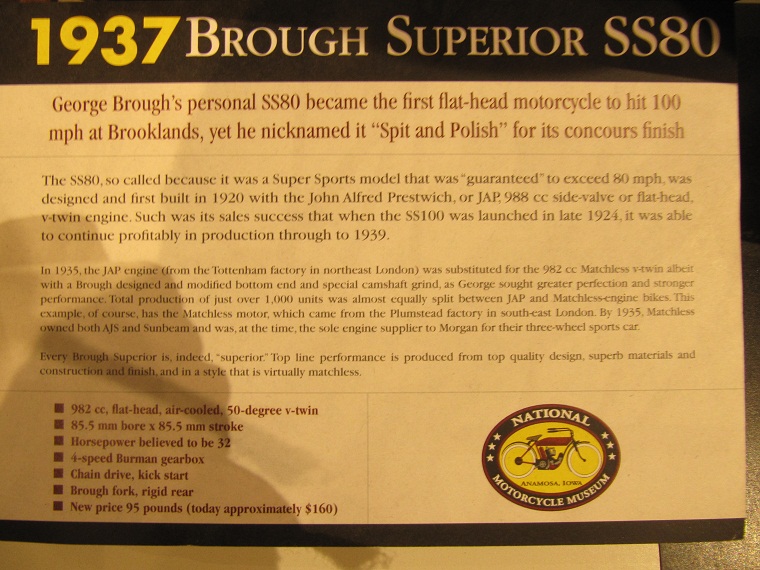 1937 BROUGH SUPERIOR SS80
George Brough's personal SS80 became the first flat-head motorcycle to hit 100
mph at Brooklands, yet he nicknamed it "Spit and Polish" for its concours finish
The SS80, so called because it was a Super Sports model that was "guaranteed" to exceed 80 mph, was
designed and first built in 1920 with the John Alfred Prestwich, or JAP, 988 cc side-valve or flat-head,
v-twin engine. Such was its sales success that when the SS100 was launched in late 1924, it was able
to continue profitably in production through to 1939.
In 1935, the JAP engine (from the Tottenham factory in northeast London) was substituted for the 982 cc Matchless v-twin albeit
with a Brough designed and modified bottom end and special camshaft grind, as George sought greater perfection and stronger
performance. Total production of just over 1,000 units was almost equally split between JAP and Matchless-engine bikes. This
example, of course, has the Matchless motor, which came from the Plumstead factory in south-east London. By 1935, Matchless
owned both AJS and Sunbeam and was, at the time, the sole engine supplier to Morgan for their three-wheel sports car.
Every Brough Superior is, indeed, "superior." Top line performance is produced from top quality design, superb materials and
construction and finish, and in a style that is virtually matchless.
■ 982 cc, flat-head, air-cooled, 50-degree v-twin
■ 85.5 mm bore x 85.5 mm stroke
■ Horsepower believed to be 32
■ 4-speed Burman gearbox
■ Chain drive, kick start
■ Brough fork, rigid rear
■ New price 95 pounds (today approximately $160)
NATIONAL
ANAMOSA, IOWA
MOTORCYCLE MUSEUM